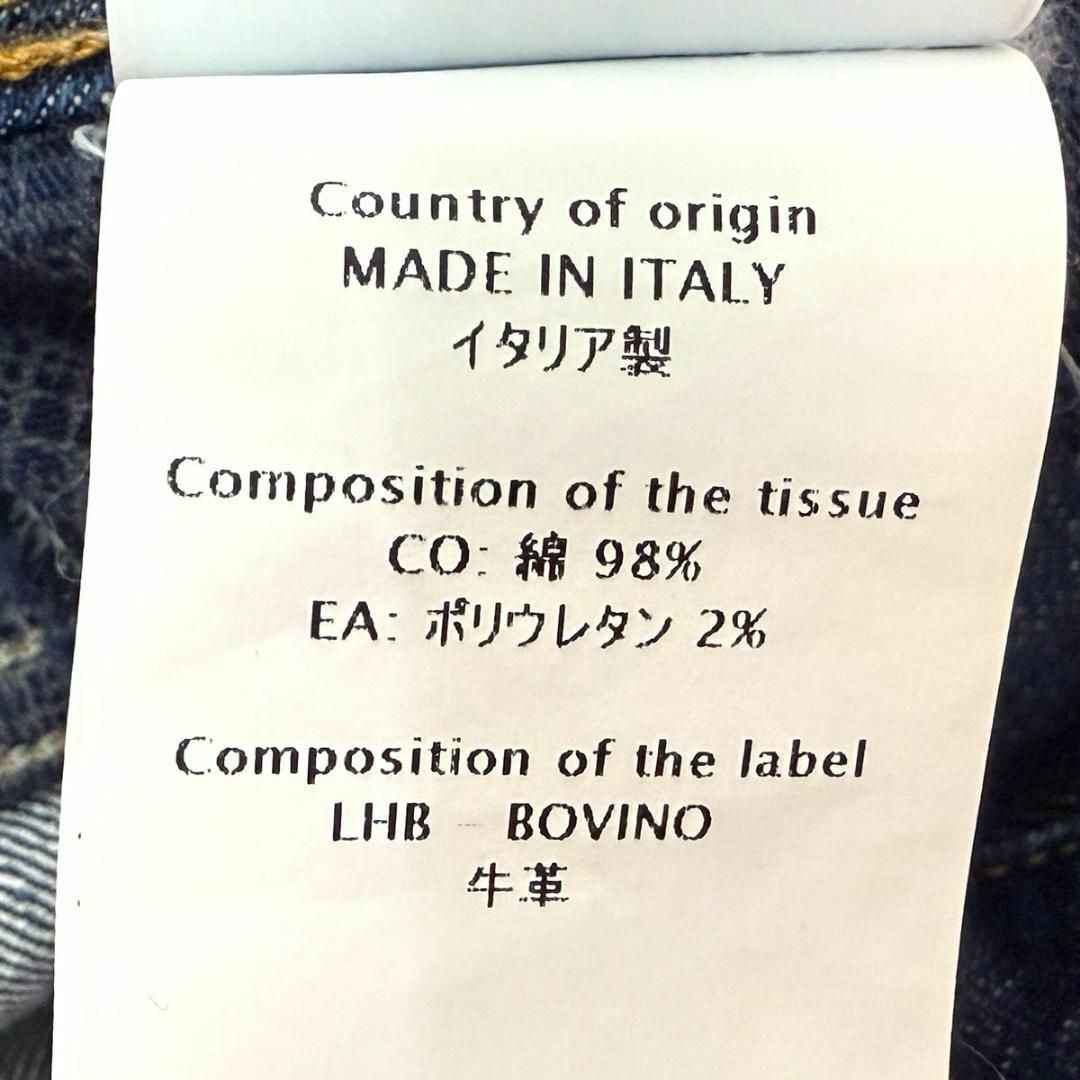 Country of origin
MADE IN ITALY
イタリア製
Composition of the tissue
CO: 綿 98%
EA: ポリウレタン 2%
Composition of the label
LHB - BOVINO
牛革